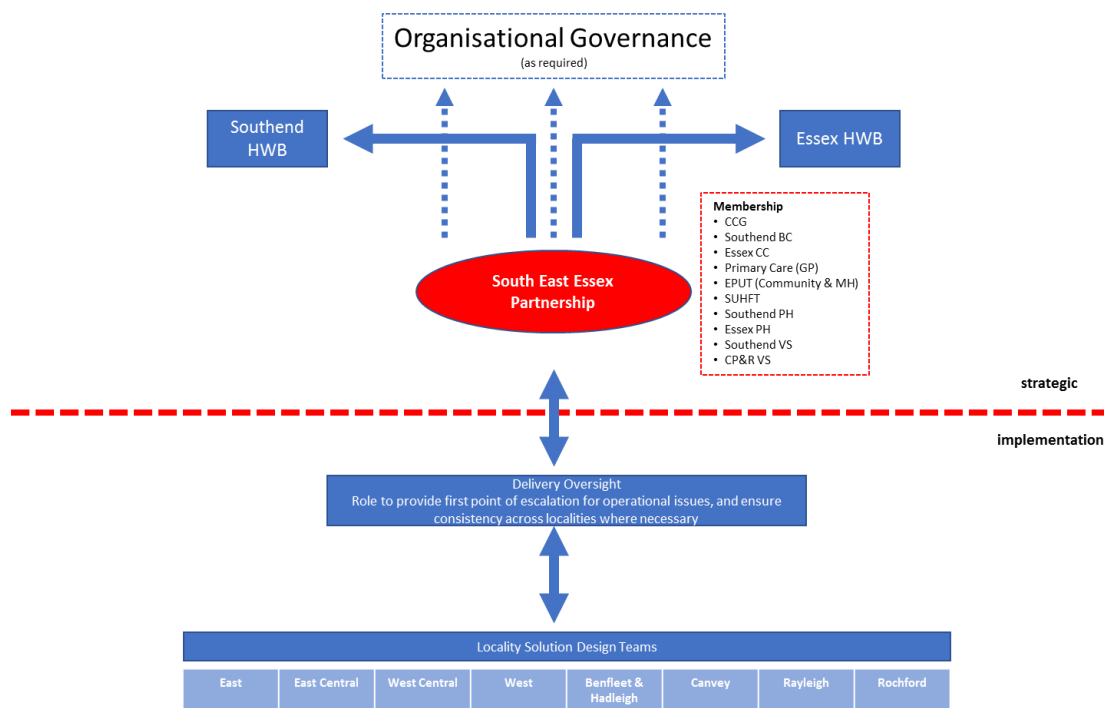 Organisational Governance
(as required)
Southend
HWB
Essex HWB
Membership
• CCG
• Southend BC
• Essex CC
• Primary Care (GP)
• EPUT (Community & MH)
• SUHFT
• Southend PH
• Essex PH
• Southend VS
• CP&R VS
South East Essex
Partnership
strategic
implementation
Delivery Oversight
Role to provide first point of escalation for operational issues, and ensure
consistency across localities where necessary
Locality Solution Design Teams
East
East Central
West Central
West
Benfleet &
Hadleigh
Canvey
Rayleigh
Rochford